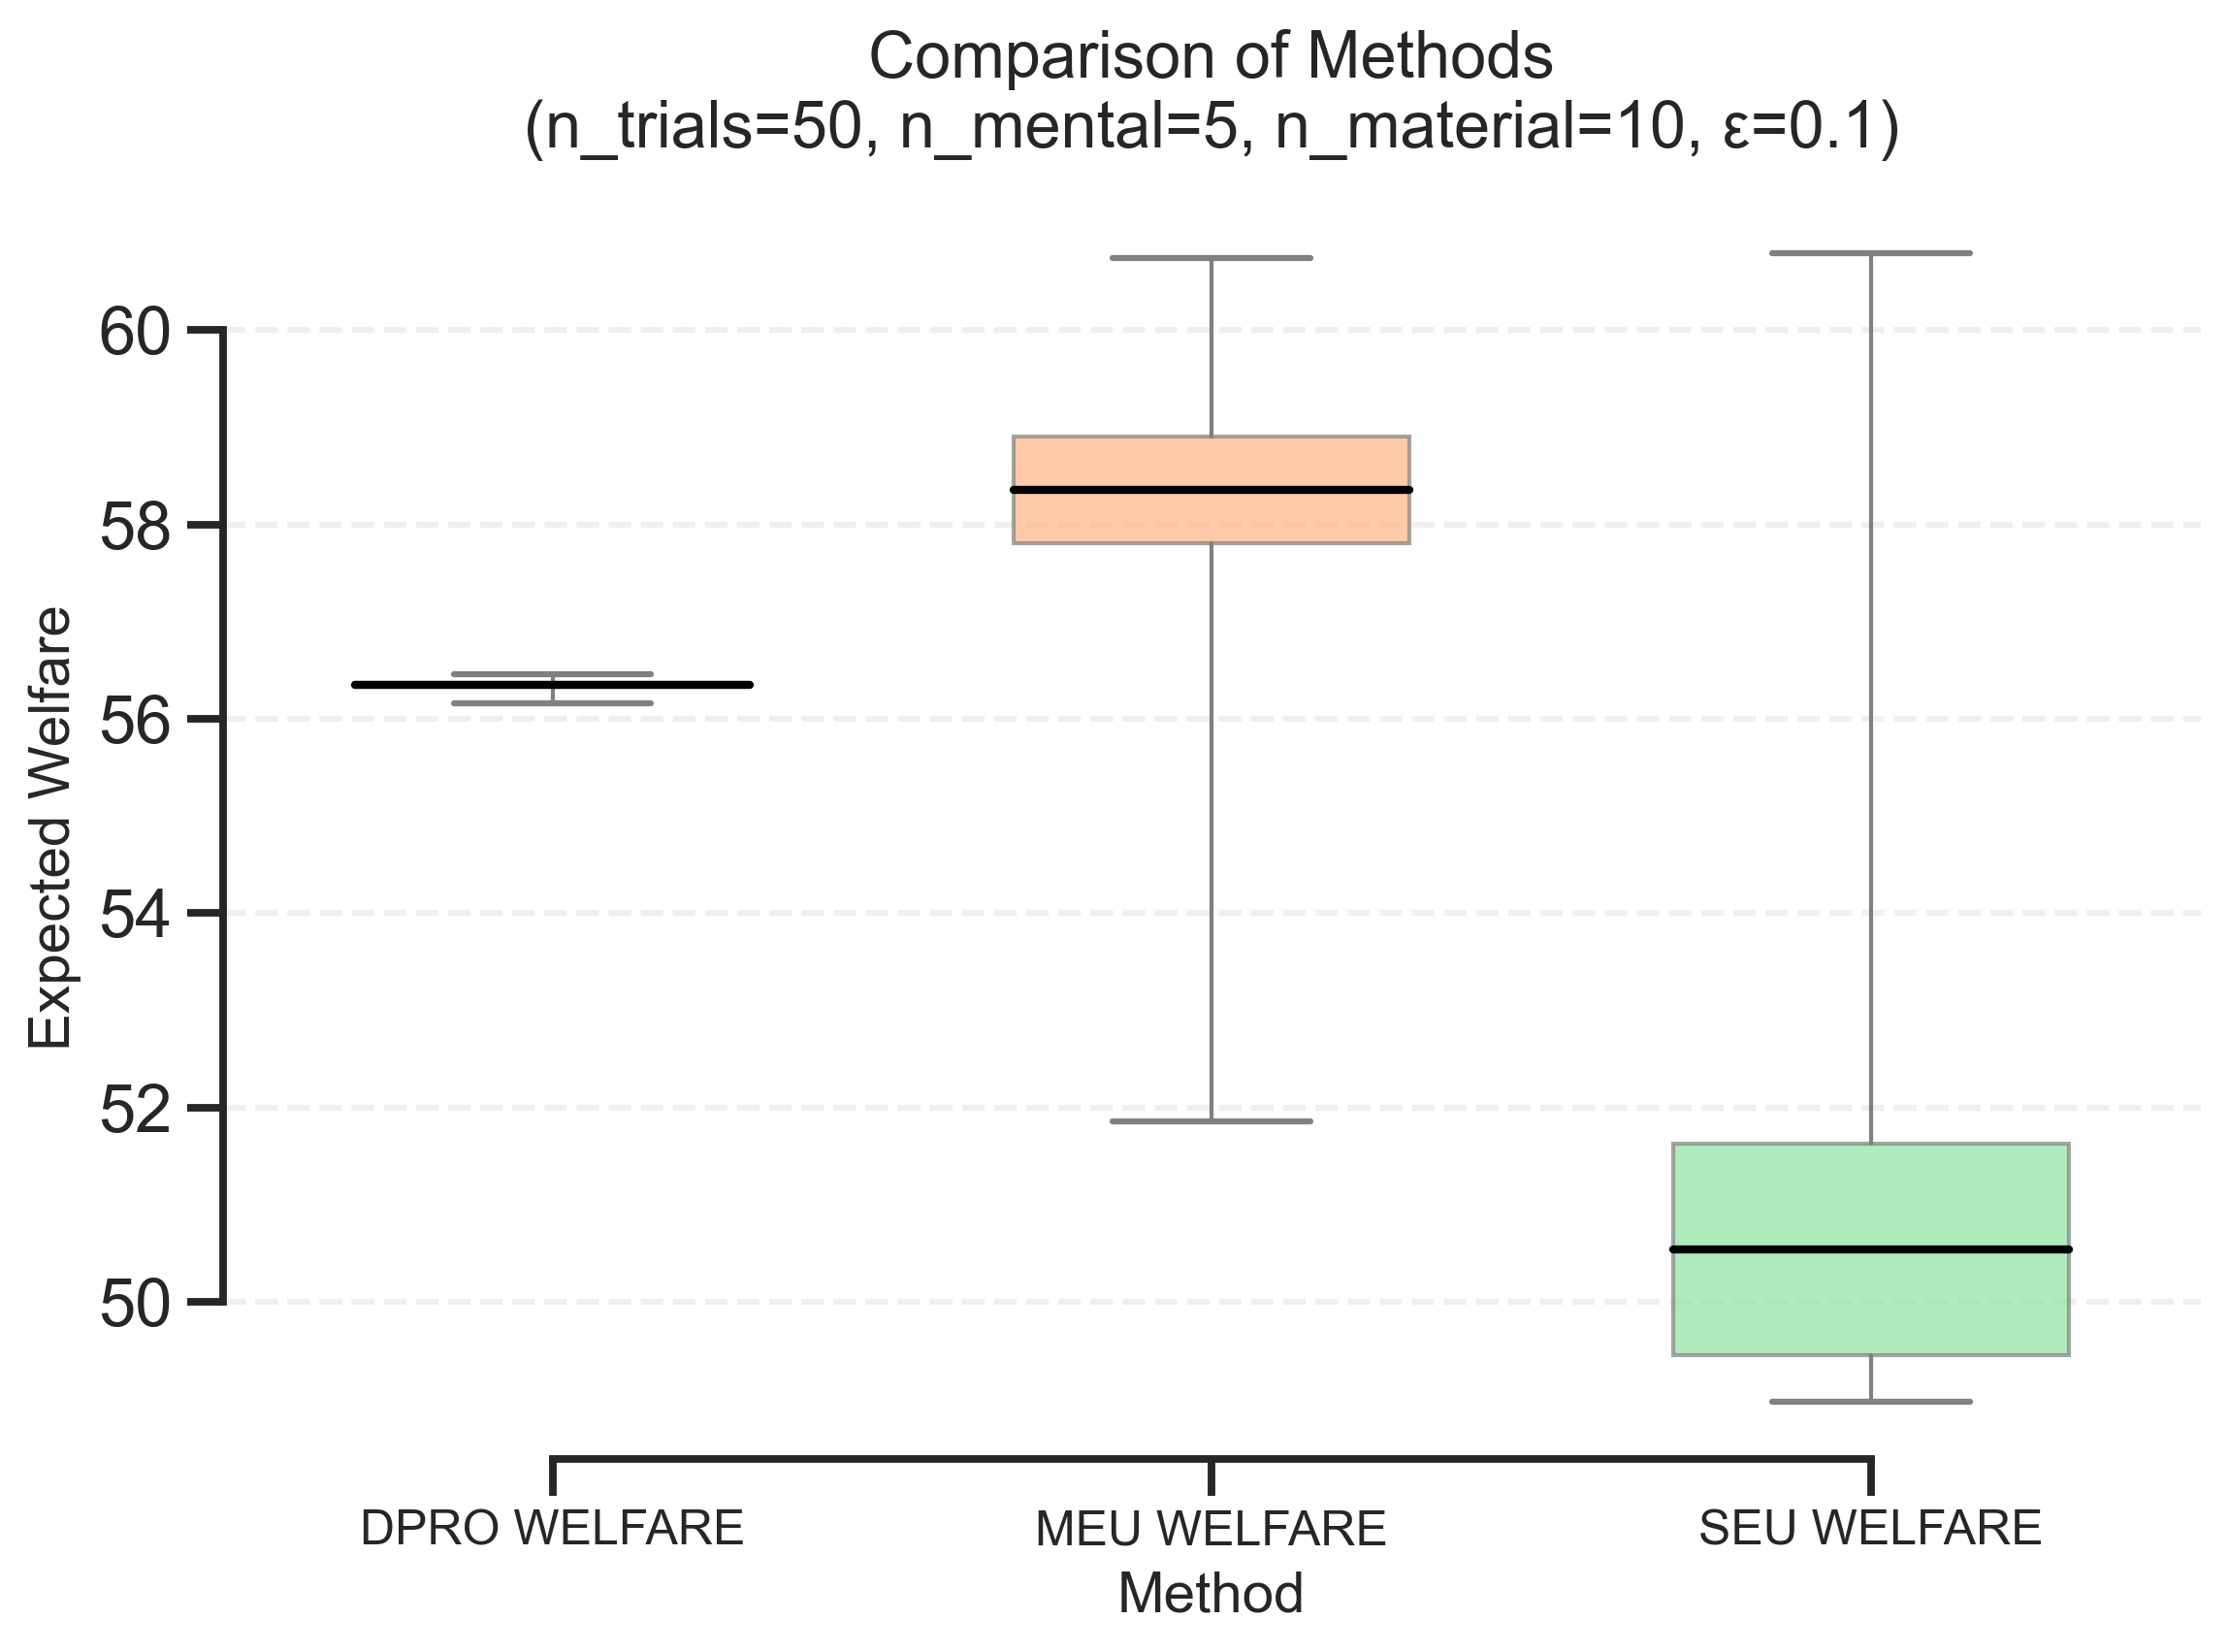 Comparison of Methods
(n_trials=50, n_mental=5, n_material=10, ε=0.1)
Expected Welfare
60
58
56
54
52
50
DPRO WELFARE
MEU WELFARE
SEU WELFARE
Method